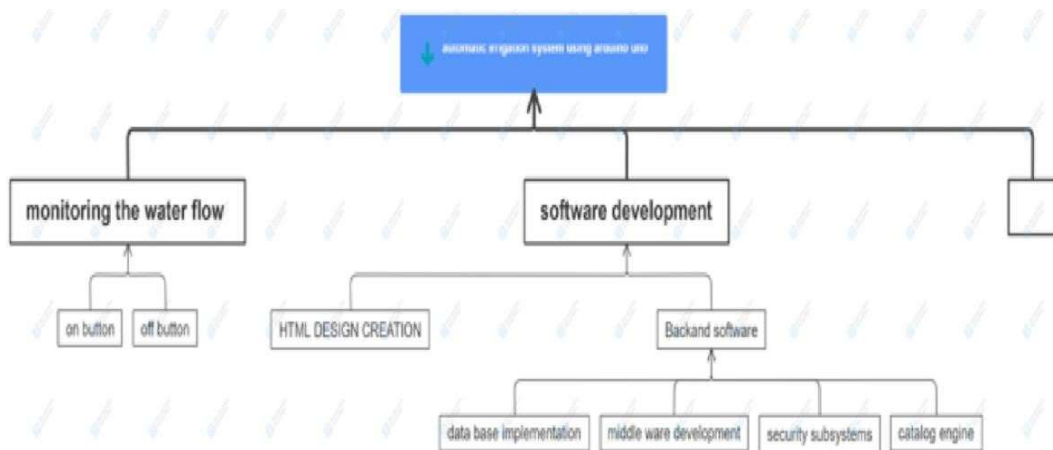 automatic irrigation system using arduino uno
monitoring the water flow
software development
on button
off button
HTML DESIGN CREATION
Backand software
data base implementation
middle ware development
security subsystems
catalog engine